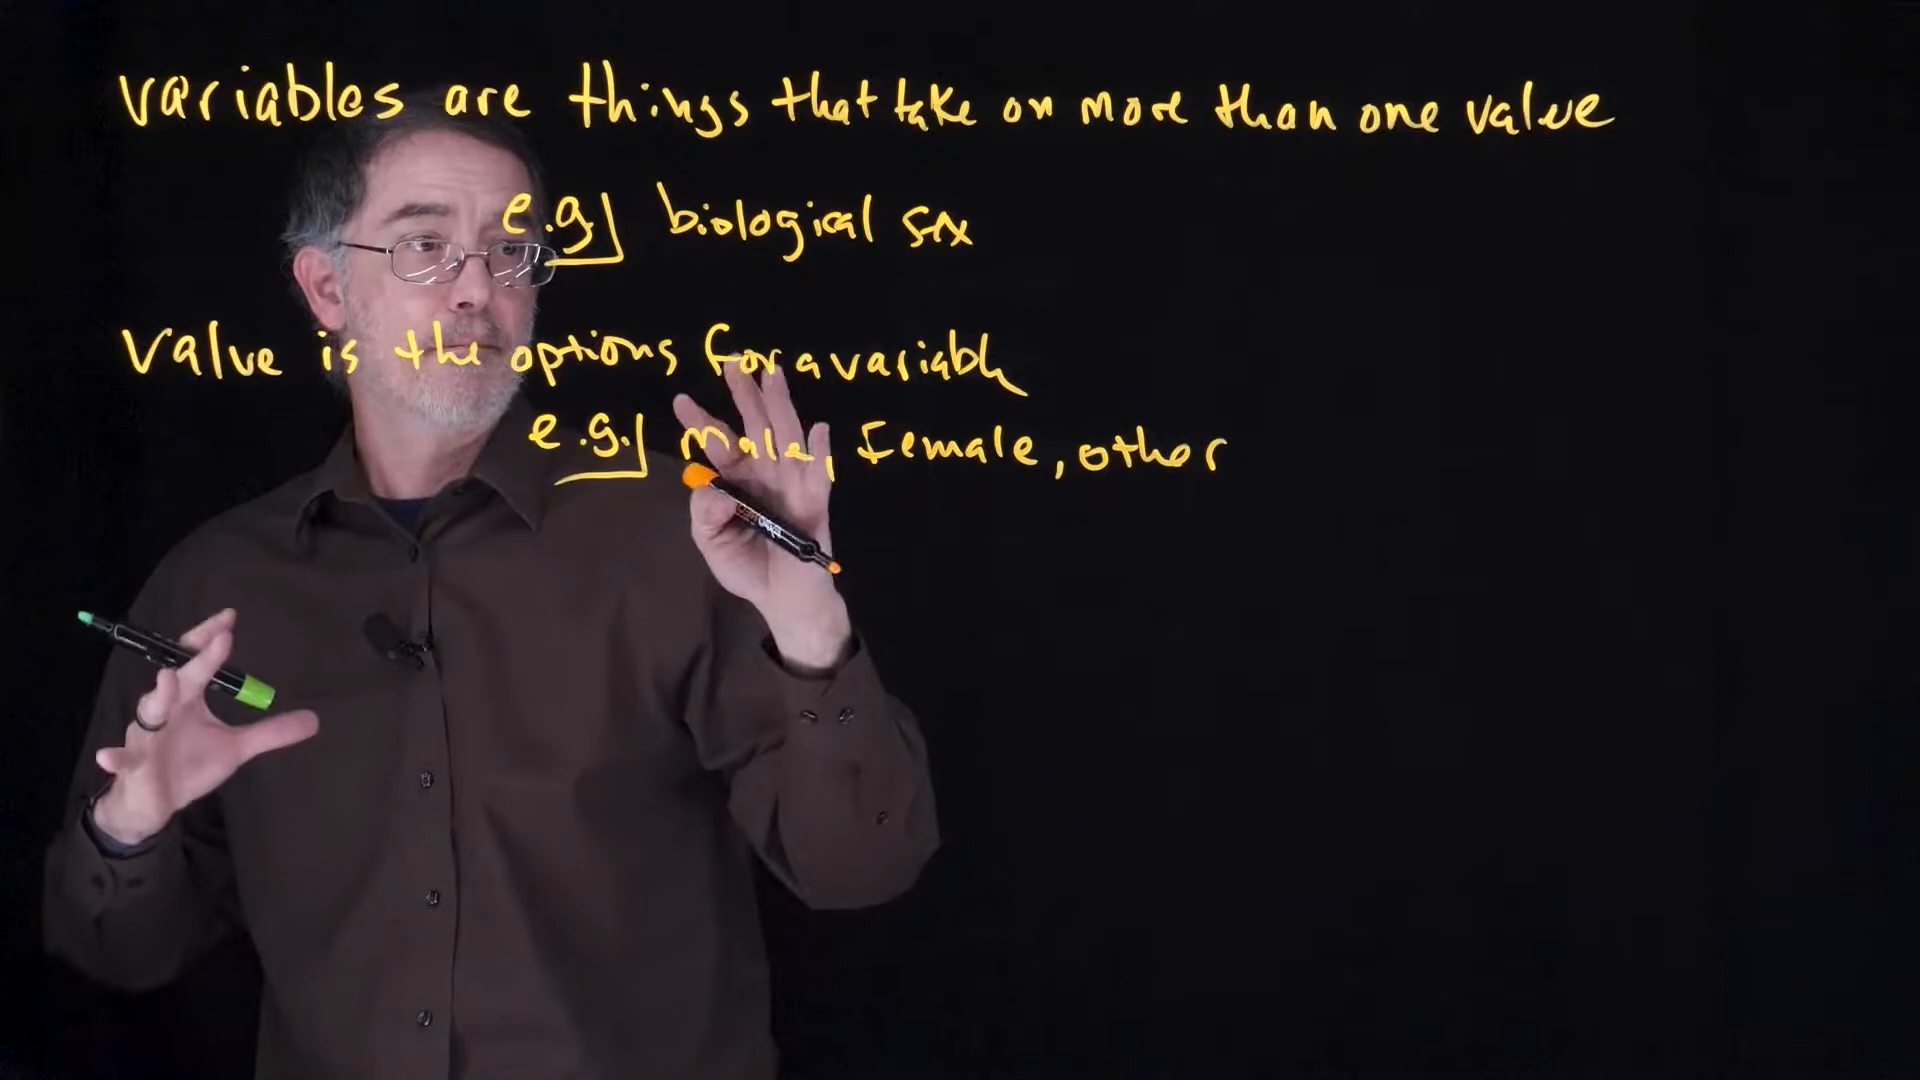 variables are things that take on more than one value
e.g. biological sex
Value is the options for a variable
e.g. male, female, other